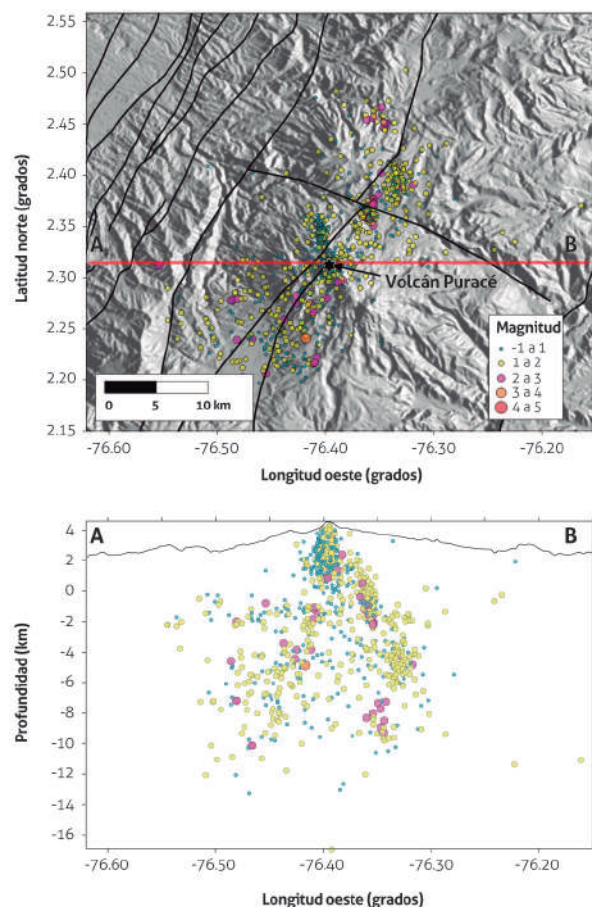 2.55
2.50
2.45
2.40
2.35
2.30
2.25
2.20
2.15
Latitud norte (grados)
A
B
Volcán Puracé
Magnitud
-1 a 1
1 a 2
2 a 3
3 a 4
4 a 5
0 5 10 km
-76.60 -76.50 -76.40 -76.30 -76.20
Longitud oeste (grados)
A B
4
2
0
-2
-4
-6
-8
-10
-12
-14
-16
Profundidad (km)
-76.60 -76.50 -76.40 -76.30 -76.20
Longitud oeste (grados)